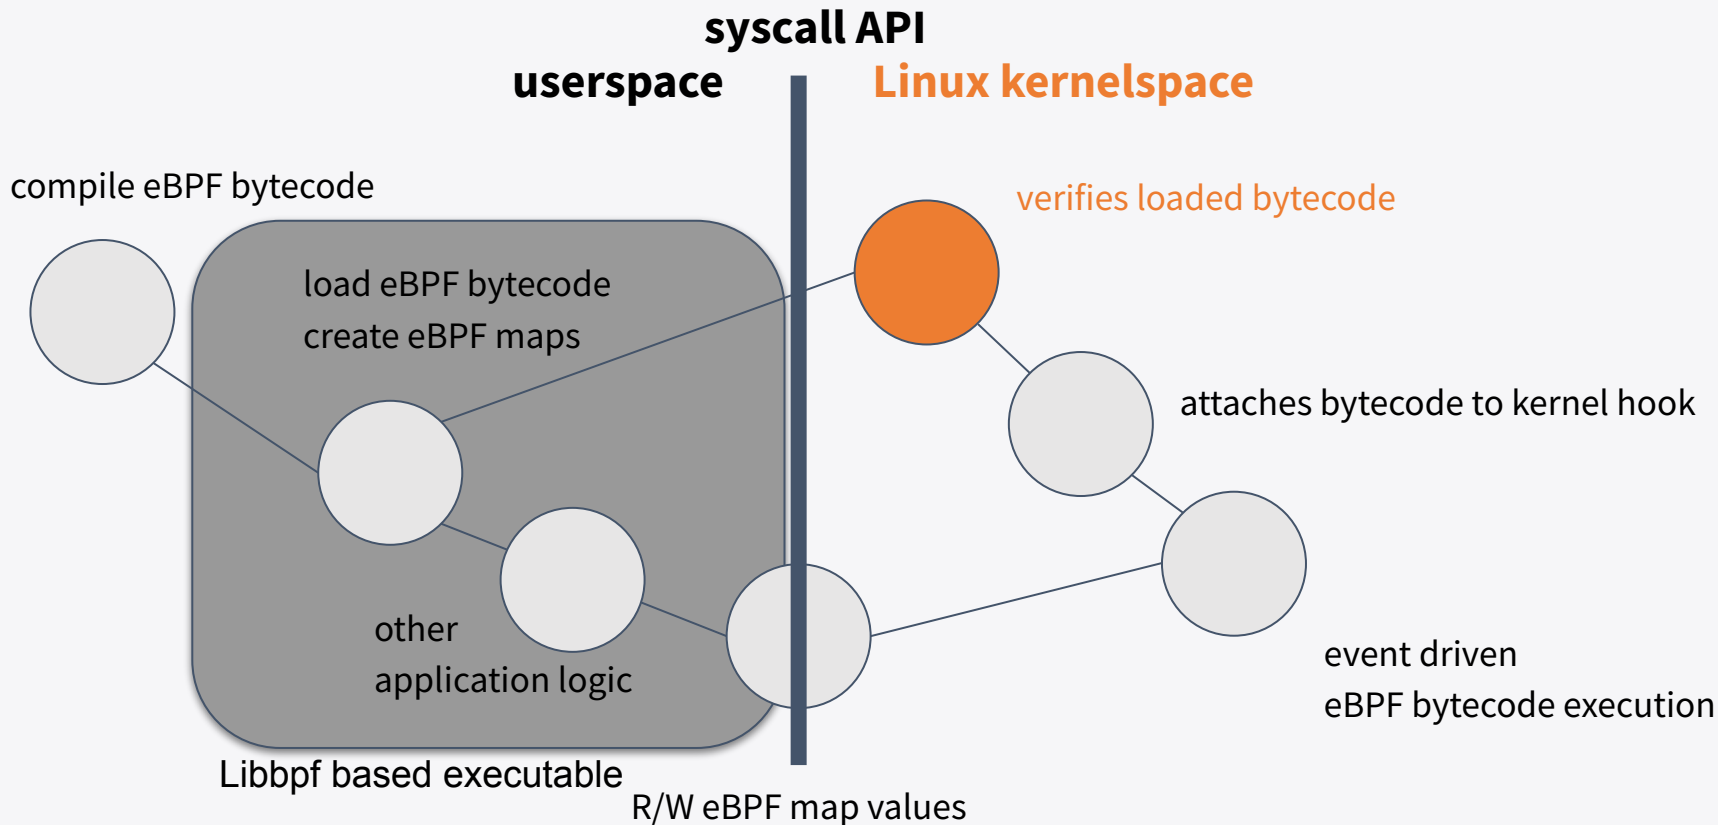 syscall API
userspace
Linux kernelspace
compile eBPF bytecode
verifies loaded bytecode
load eBPF bytecode
create eBPF maps
attaches bytecode to kernel hook
other
application logic
event driven
eBPF bytecode execution
Libbpf based executable
R/W eBPF map values